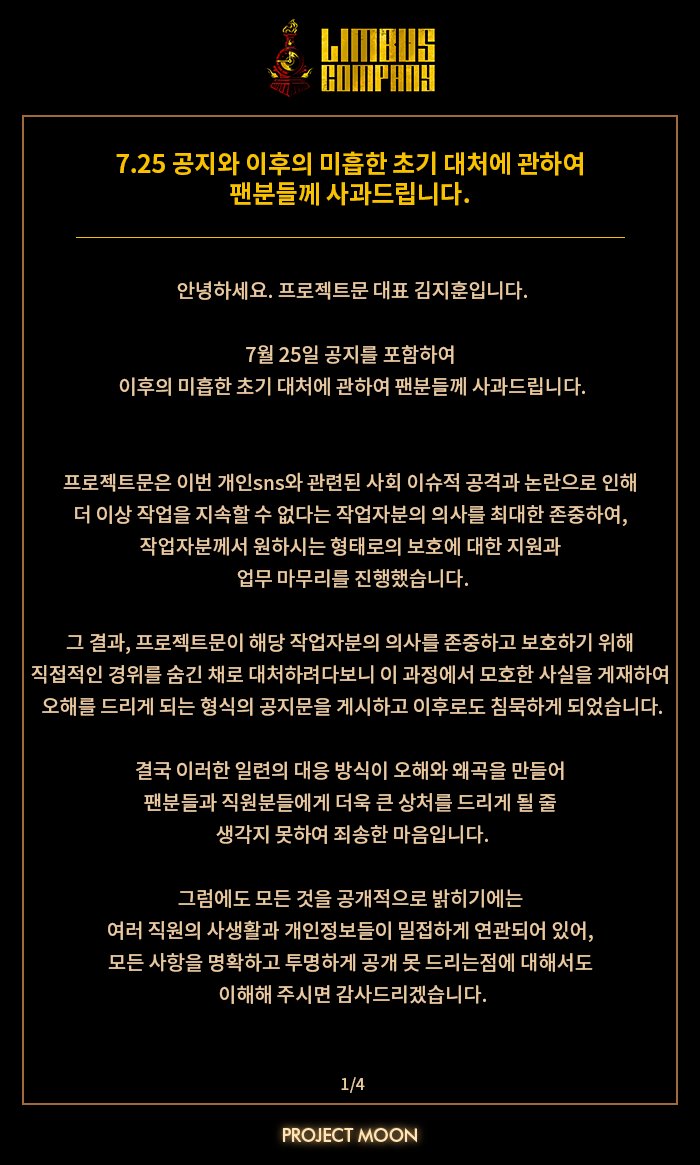 LIMBUS
COMPANY
7.25 공지와 이후의 미흡한 초기 대처에 관하여
팬분들께 사과드립니다.
안녕하세요. 프로젝트문 대표 김지훈입니다.
7월 25일 공지를 포함하여
이후의 미흡한 초기 대처에 관하여 팬분들께 사과드립니다.
프로젝트문은 이번 개인sns와 관련된 사회 이슈적 공격과 논란으로 인해
더 이상 작업을 지속할 수 없다는 작업자분의 의사를 최대한 존중하여,
작업자분께서 원하시는 형태로의 보호에 대한 지원과
업무 마무리를 진행했습니다.
그 결과, 프로젝트문이 해당 작업자분의 의사를 존중하고 보호하기 위해
직접적인 경위를 숨긴 채로 대처하려다보니 이 과정에서 모호한 사실을 게재하여
오해를 드리게 되는 형식의 공지문을 게시하고 이후로도 침묵하게 되었습니다.
결국 이러한 일련의 대응 방식이 오해와 왜곡을 만들어
팬분들과 직원분들에게 더욱 큰 상처를 드리게 될 줄
생각지 못하여 죄송한 마음입니다.
그럼에도 모든 것을 공개적으로 밝히기에는
여러 직원의 사생활과 개인정보들이 밀접하게 연관되어 있어,
모든 사항을 명확하고 투명하게 공개 못 드리는점에 대해서도
이해해 주시면 감사드리겠습니다.
1/4
PROJECT MOON